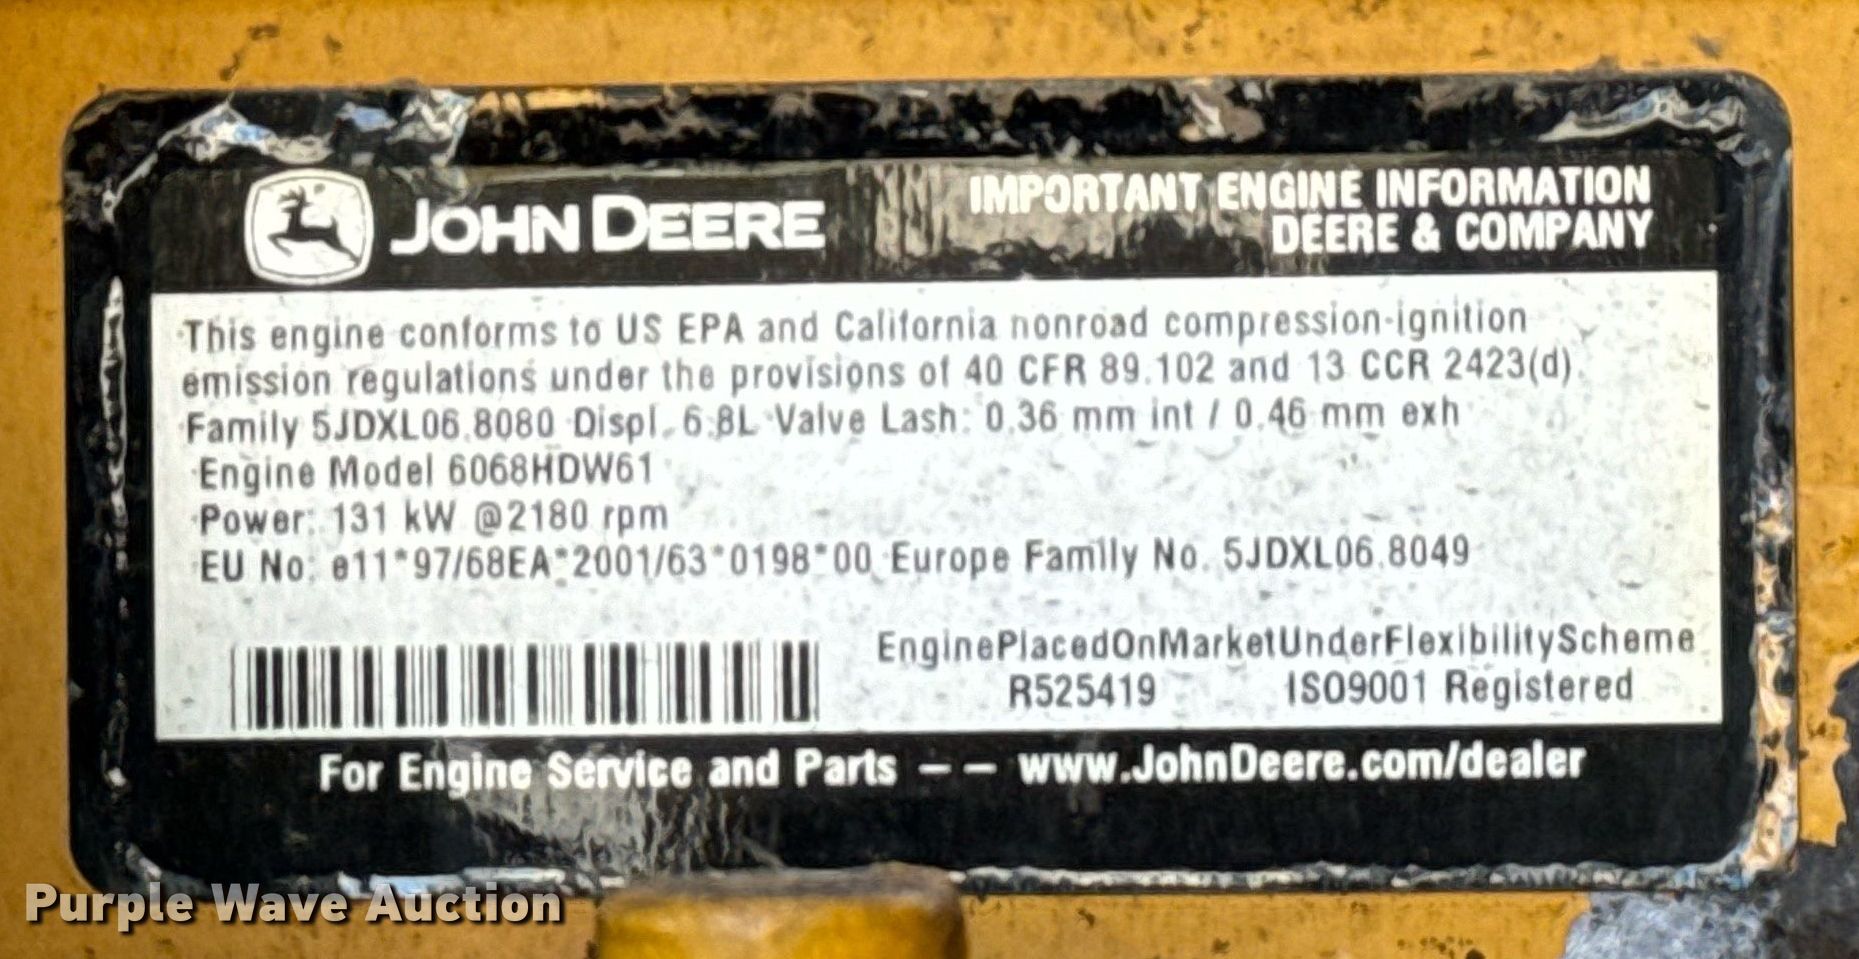 JOHN DEERE
IMPORTANT ENGINE INFORMATION
DEERE & COMPANY
This engine conforms to US EPA and California nonroad compression-ignition
emission regulations under the provisions of 40 CFR 89.102 and 13 CCR 2423(d).
Family 5JDXL06.8080 Displ. 6.8L Valve Lash: 0.36 mm int / 0.46 mm exh
Engine Model 6068HDW61
Power: 131 kW @2180 rpm
EU No: e11*97/68EA*2001/63*0198*00 Europe Family No. 5JDXL06.8049
EnginePlacedOnMarketUnderFlexibilityScheme
R525419 ISO9001 Registered
For Engine Service and Parts -- www.JohnDeere.com/dealer
Purple Wave Auction